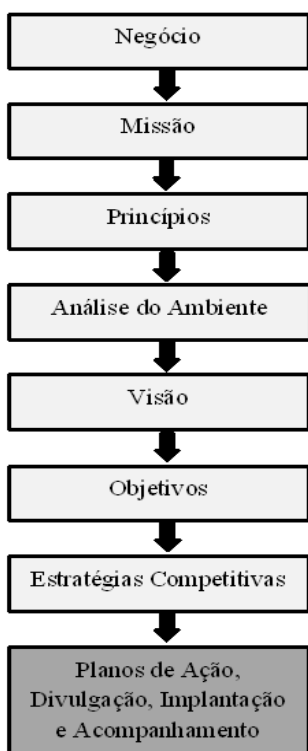 Negócio
Missão
Princípios
Análise do Ambiente
Visão
Objetivos
Estratégias Competitivas
Planos de Ação,
Divulgação, Implantação
e Acompanhamento